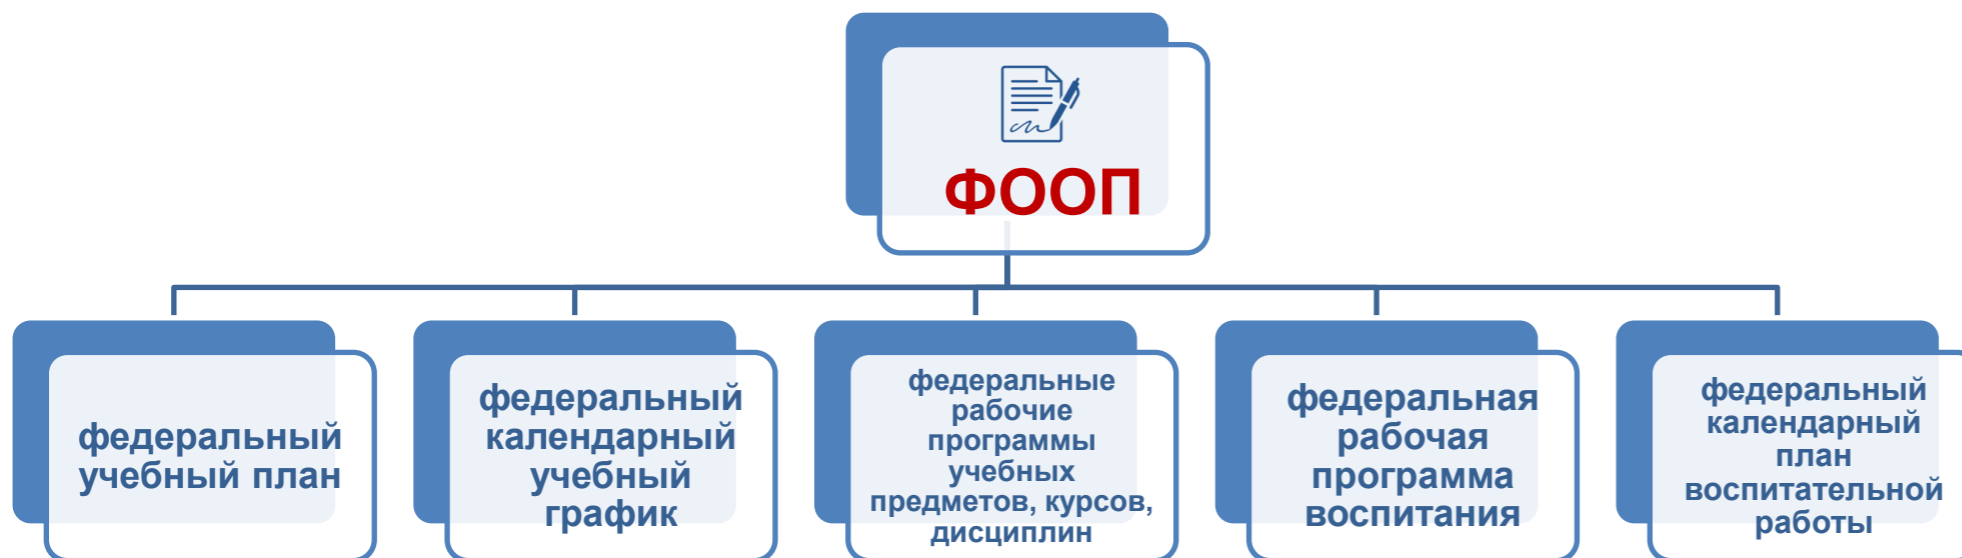 ФООП
федеральный
учебный план
федеральный
календарный
учебный
график
федеральные
рабочие
программы
учебных
предметов, курсов,
дисциплин
федеральная
рабочая
программа
воспитания
федеральный
календарный
план
воспитательной
работы